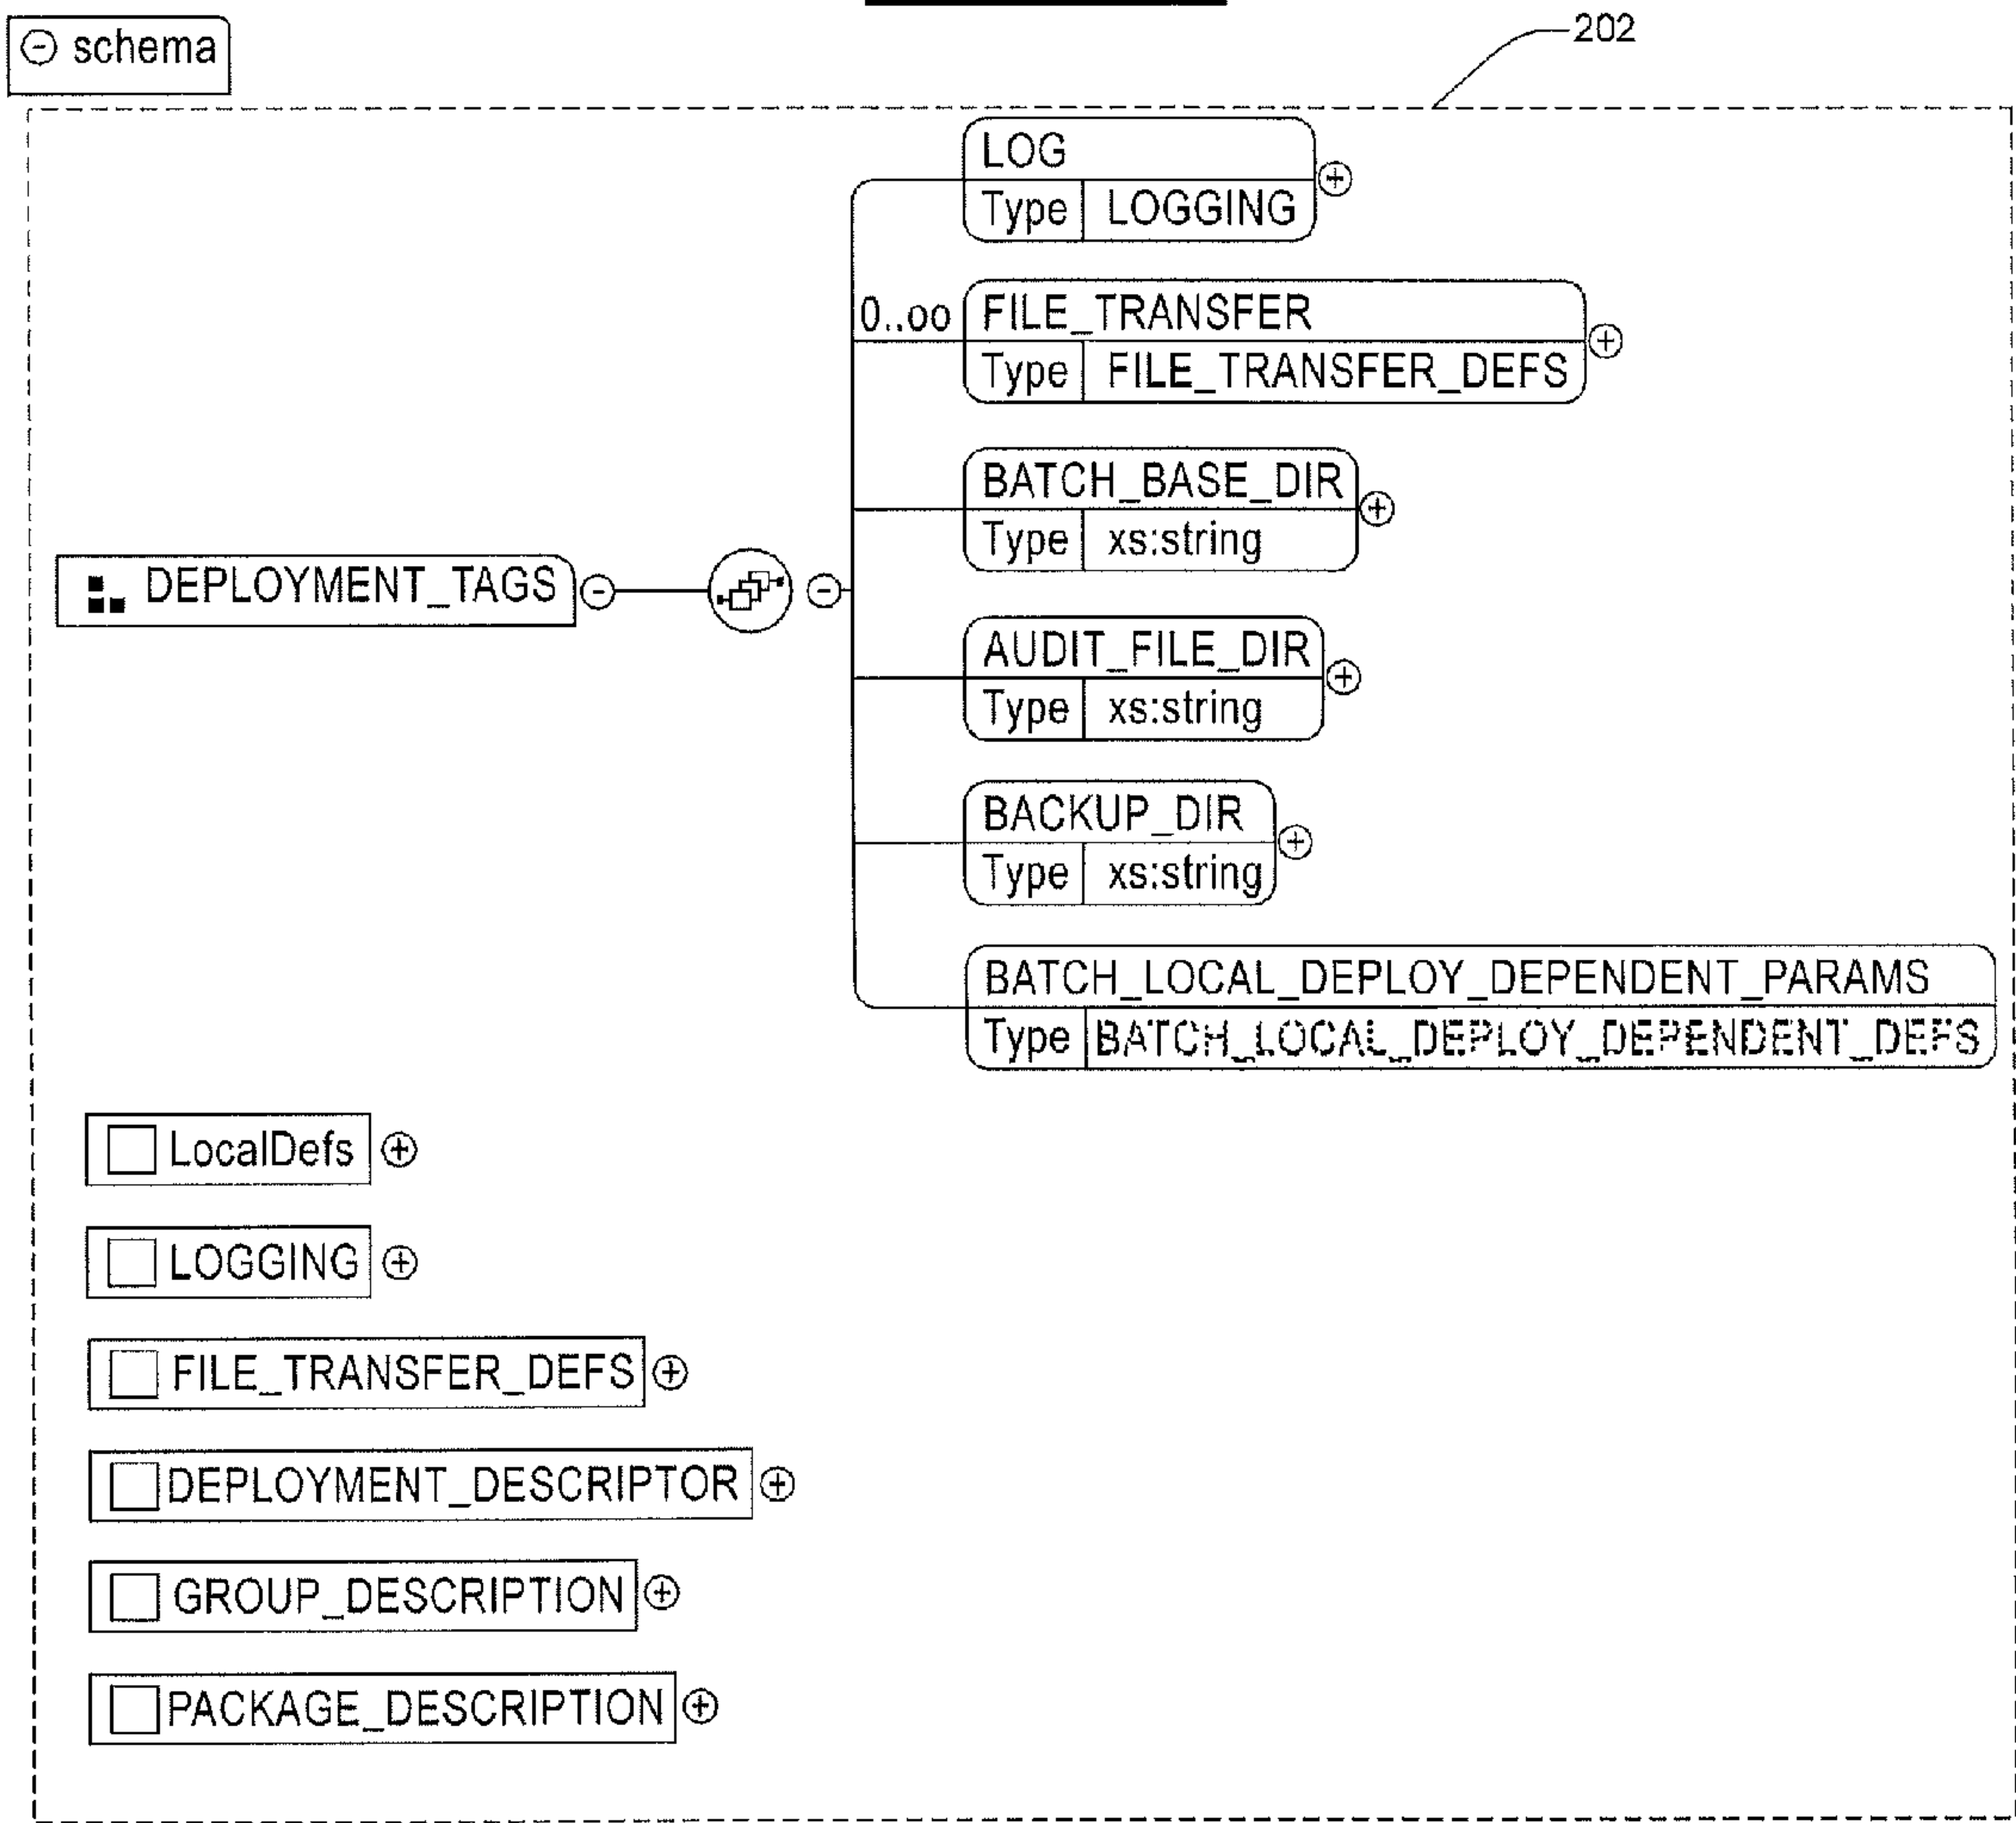 schema
202
LOG
Type LOGGING
0..oo FILE_TRANSFER
Type FILE_TRANSFER_DEFS
BATCH_BASE_DIR
Type xs:string
DEPLOYMENT_TAGS
AUDIT_FILE_DIR
Type xs:string
BACKUP_DIR
Type xs:string
BATCH_LOCAL_DEPLOY_DEPENDENT_PARAMS
Type BATCH_LOCAL_DEPLOY_DEPENDENT_DEFS
LocalDefs
LOGGING
FILE_TRANSFER_DEFS
DEPLOYMENT_DESCRIPTOR
GROUP_DESCRIPTION
PACKAGE_DESCRIPTION